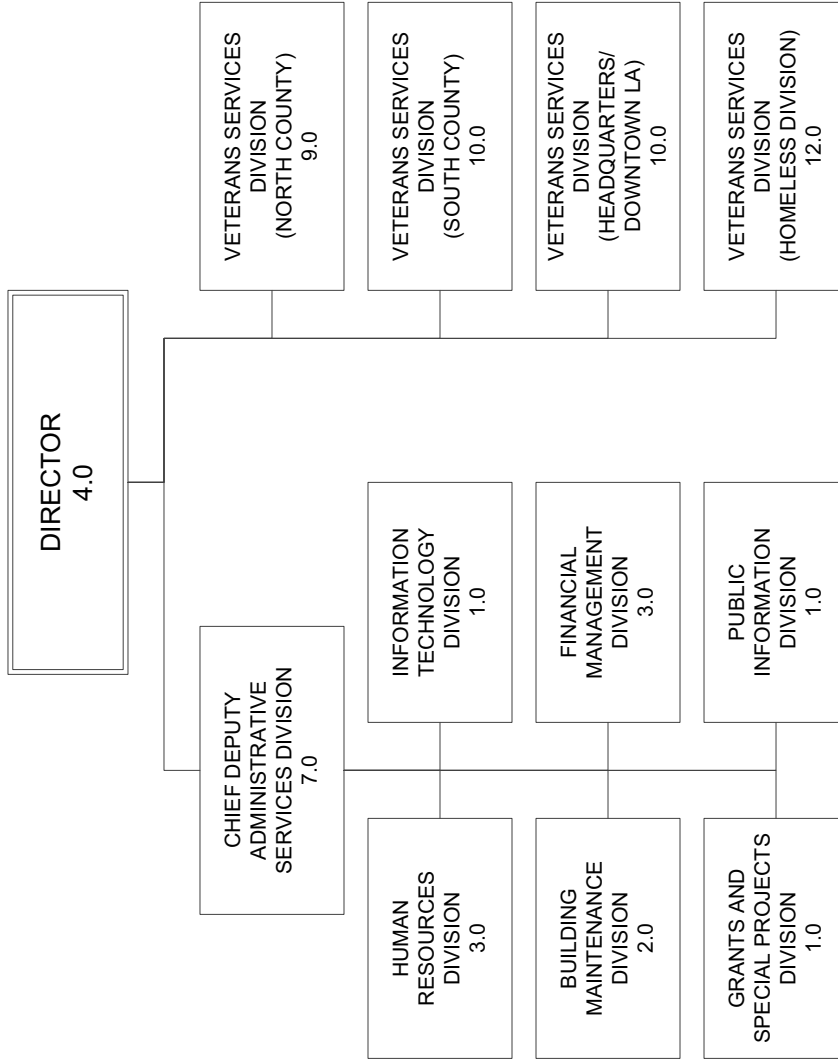 DIRECTOR
4.0
CHIEF DEPUTY
ADMINISTRATIVE
SERVICES DIVISION
7.0
HUMAN
RESOURCES
DIVISION
3.0
INFORMATION
TECHNOLOGY
DIVISION
1.0
BUILDING
MAINTENANCE
DIVISION
2.0
FINANCIAL
MANAGEMENT
DIVISION
3.0
GRANTS AND
SPECIAL PROJECTS
DIVISION
1.0
PUBLIC
INFORMATION
DIVISION
1.0
VETERANS SERVICES
DIVISION
(NORTH COUNTY)
9.0
VETERANS SERVICES
DIVISION
(SOUTH COUNTY)
10.0
VETERANS SERVICES
DIVISION
(HEADQUARTERS/
DOWNTOWN LA)
10.0
VETERANS SERVICES
DIVISION
(HOMELESS DIVISION)
12.0